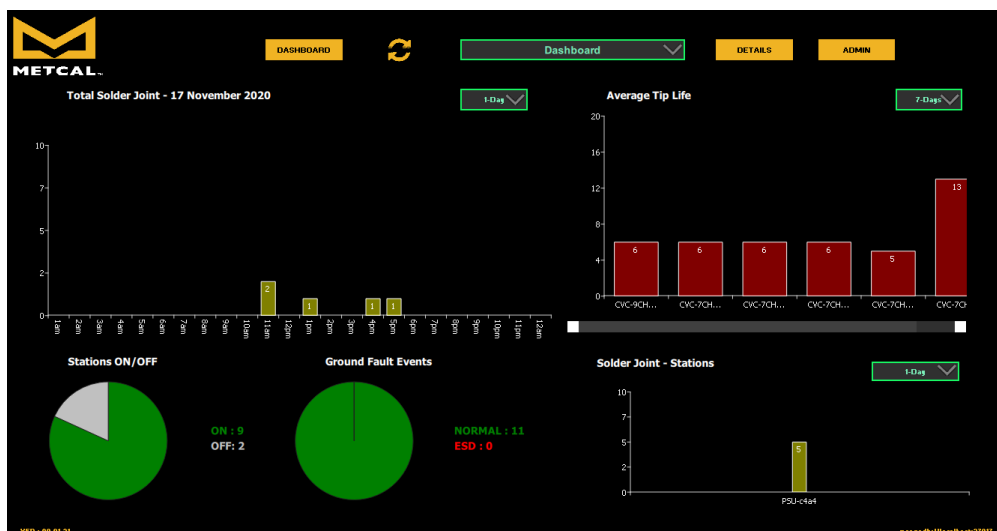 METCAL
DASHBOARD
Dashboard
DETAILS
ADMIN
Total Solder Joint - 17 November 2020
1-Day
10
7
5
2
0
2
1
1
1
1am
2am
3am
4am
5am
6am
7am
8am
9am
10am
11am
12pm
1pm
2pm
3pm
4pm
5pm
6pm
7pm
8pm
9pm
10pm
11pm
12am
Average Tip Life
7-Days
20
16
12
8
4
0
6
6
6
6
5
13
CVC-9CH...
CVC-7CH...
CVC-7CH...
CVC-7CH...
CVC-7CH...
CVC-7CH
Stations ON/OFF
ON : 9
OFF: 2
Ground Fault Events
NORMAL : 11
ESD : 0
Solder Joint - Stations
1-Day
10
7
5
2
0
5
PSU-c4a4